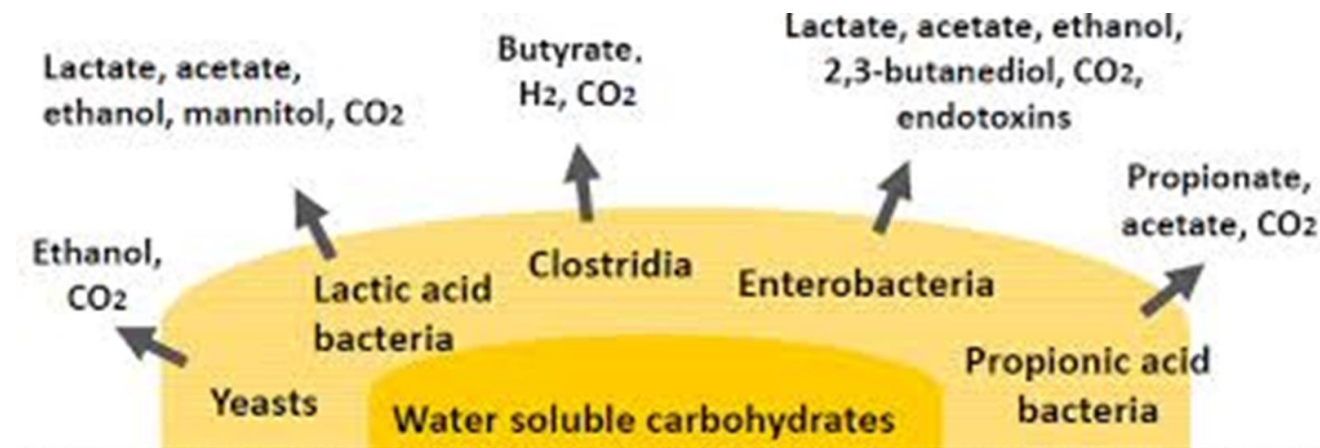 Lactate, acetate,
ethanol, mannitol, CO2
Butyrate,
H2, CO2
Lactate, acetate, ethanol,
2,3-butanediol, CO2,
endotoxins
Propionate,
acetate, CO2
Ethanol,
CO2
Lactic acid
bacteria
Clostridia
Enterobacteria
Propionic acid
bacteria
Yeasts
Water soluble carbohydrates